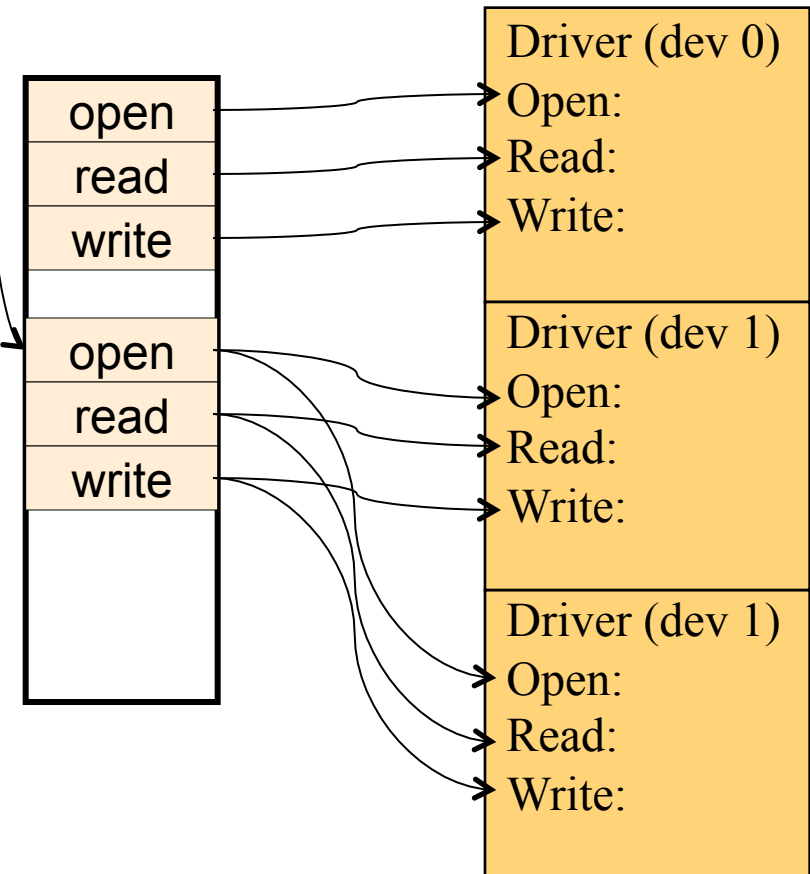 open
read
write
open
read
write
Driver (dev 0)
Open:
Read:
Write:
Driver (dev 1)
Open:
Read:
Write:
Driver (dev 1)
Open:
Read:
Write: